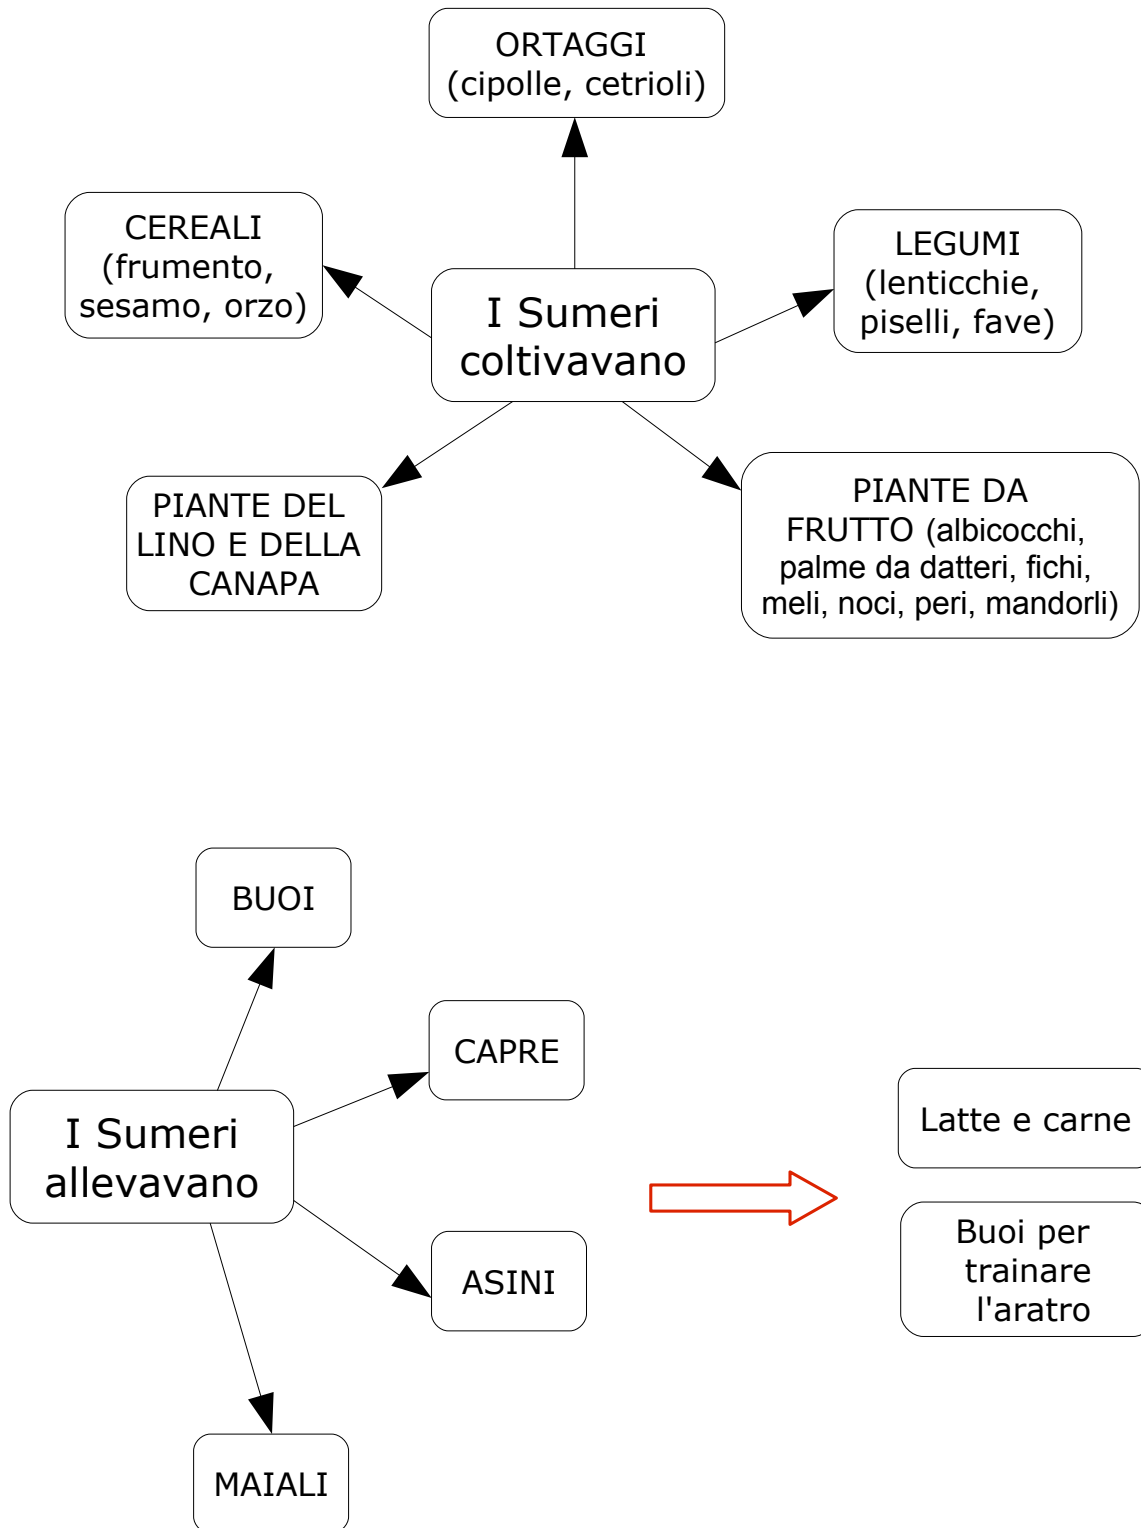 ORTAGGI
(cipolle, cetrioli)
CEREALI
(frumento,
sesamo, orzo)
LEGUMI
(lenticchie,
piselli, fave)
I Sumeri
coltivavano
PIANTE DEL
LINO E DELLA
CANAPA
PIANTE DA
FRUTTO (albicocchi,
palme da datteri, fichi,
meli, noci, peri, mandorli)
BUOI
CAPRE
I Sumeri
allevavano
Latte e carne
Buoi per
trainare
l'aratro
ASINI
MAIALI